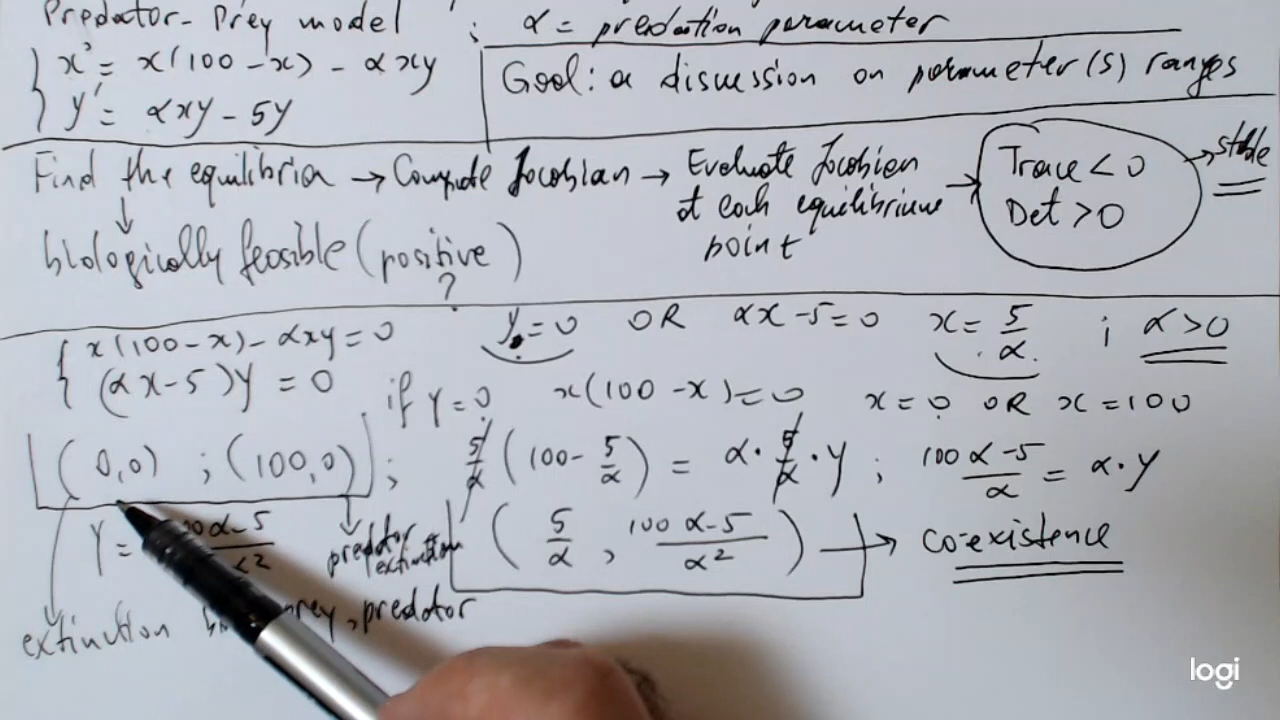 Predator-Prey model ; α = predation parameter
x' = x(100-x) - αxy
y' = αxy - 5y
Goal: a discussion on parameter(s) ranges
Find the equilibria → Compute Jacobian → Evaluate Jacobian at each equilibrium point → Trace < 0 Det > 0 → stable
↓
biologically feasible (positive)
?
x(100-x) - αxy = 0
(αx-5)y = 0
y = 0 OR αx-5=0 x = 5/α ; α>0
if y=0 x(100-x)=0 x=0 OR x=100
(0,0) ; (100,0) ; 5/α (100 - 5/α) = α · 5/α · y ; (100α-5)/α = α · y
↓ predator extinction
(5/α, (100α-5)/α²) → co-existence
extinction prey, predator
logi